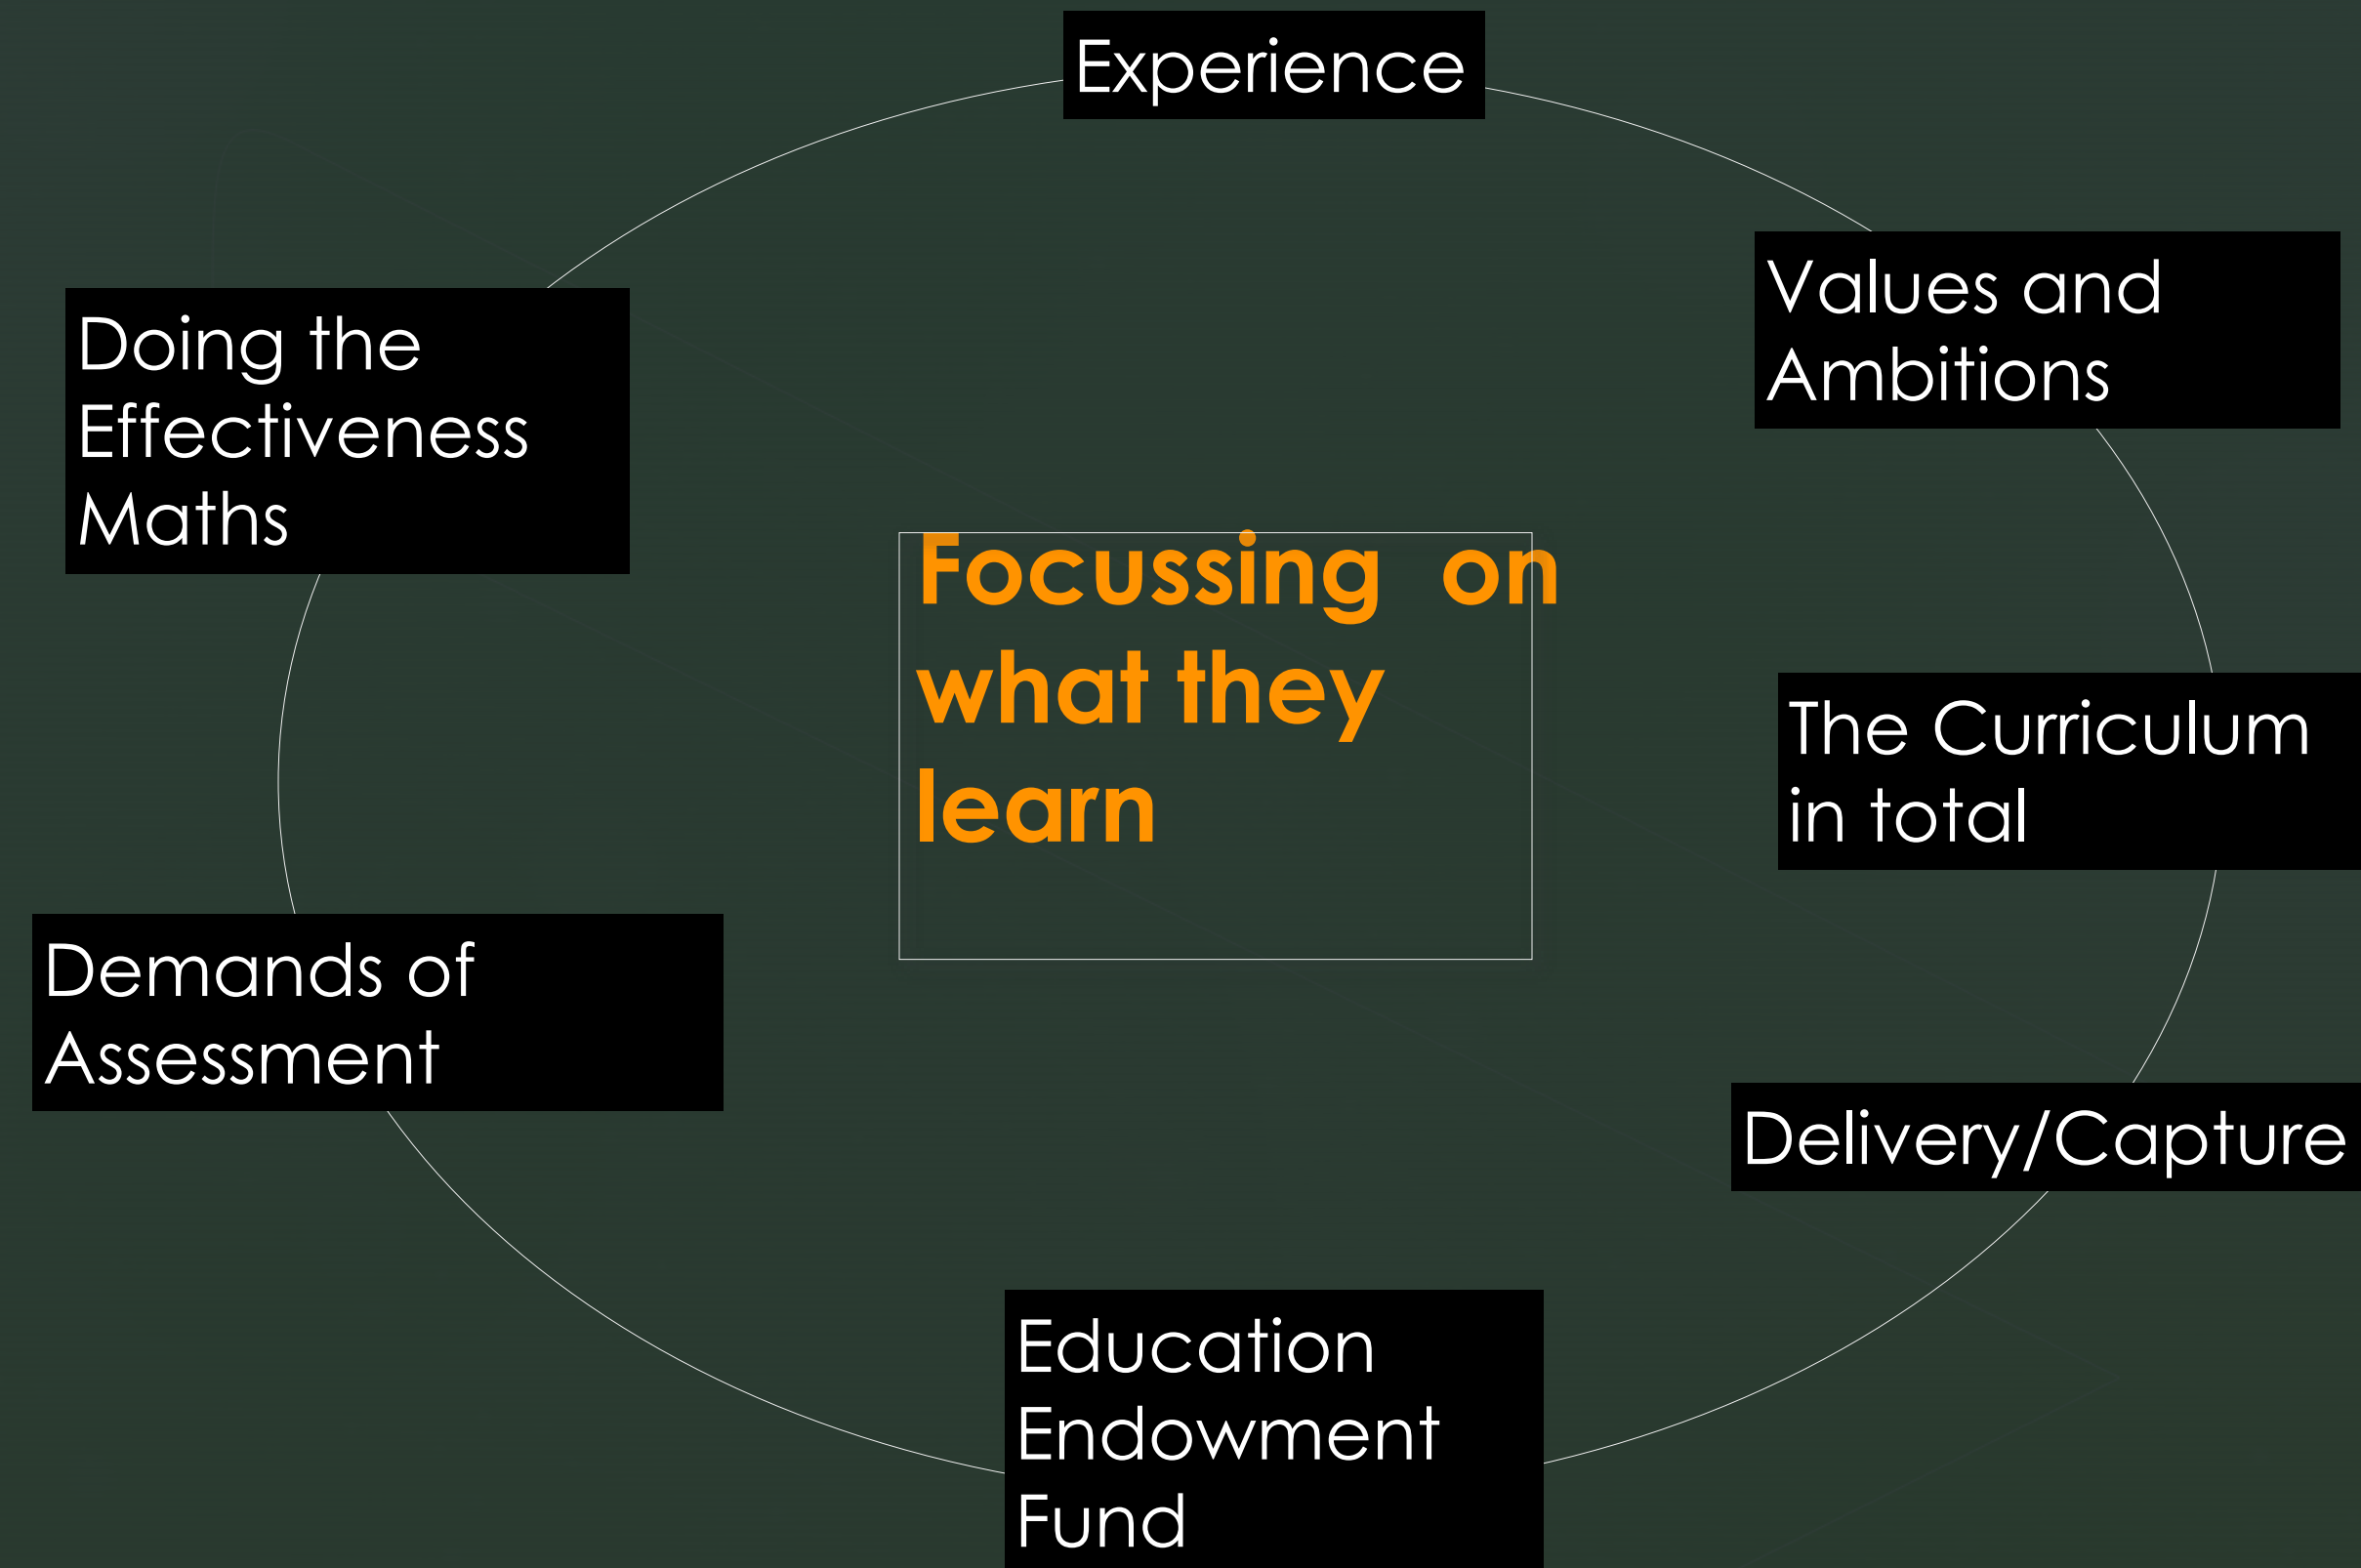 Experience
Values and
Ambitions
Doing the
Effectiveness
Maths
Focussing  on
what they
learn
The Curriculum
in total
Demands of
Assessment
Delivery/Capture
Education
Endowment
Fund